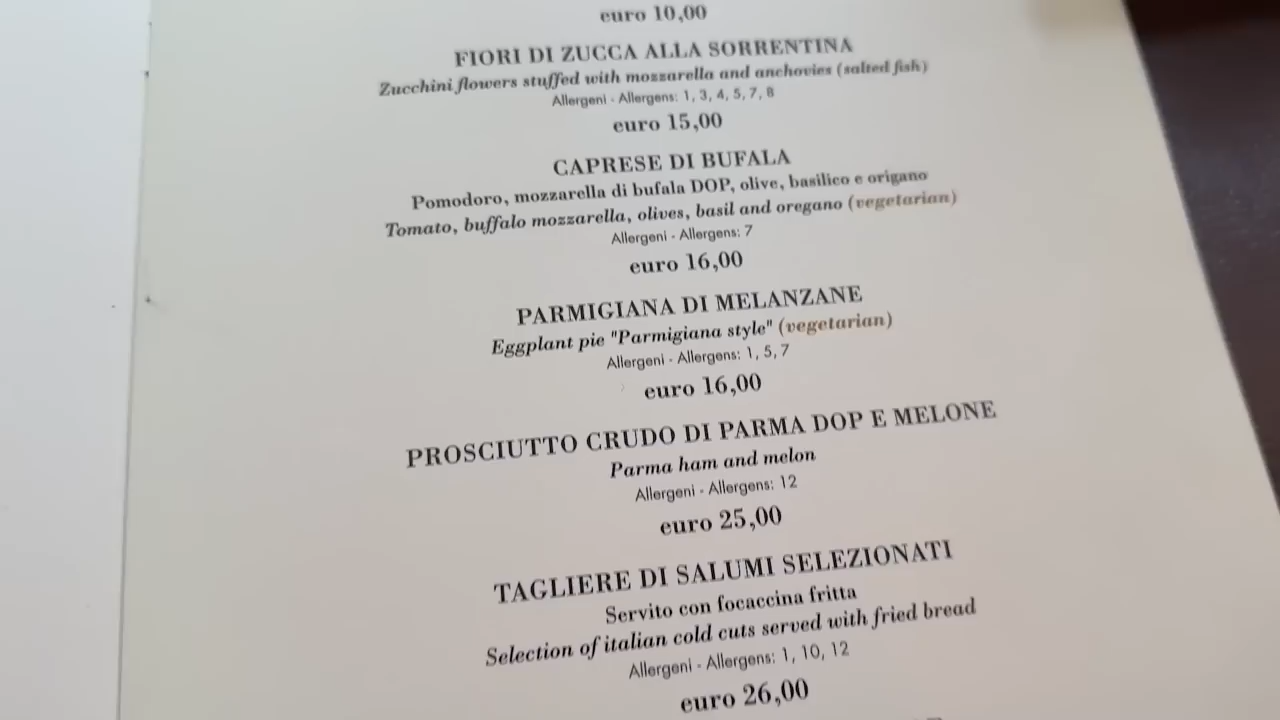 euro 10,00
FIORI DI ZUCCA ALLA SORRENTINA
Zucchini flowers stuffed with mozzarella and anchovies (salted fish)
Allergeni - Allergens: 1, 3, 4, 5, 7, 8
euro 15,00
CAPRESE DI BUFALA
Pomodoro, mozzarella di bufala DOP, olive, basilico e origano
Tomato, buffalo mozzarella, olives, basil and oregano (vegetarian)
Allergeni - Allergens: 7
euro 16,00
PARMIGIANA DI MELANZANE
Eggplant pie "Parmigiana style" (vegetarian)
Allergeni - Allergens: 1, 5, 7
euro 16,00
PROSCIUTTO CRUDO DI PARMA DOP E MELONE
Parma ham and melon
Allergeni - Allergens: 12
euro 25,00
TAGLIERE DI SALUMI SELEZIONATI
Servito con focaccina fritta
Selection of italian cold cuts served with fried bread
Allergeni - Allergens: 1, 10, 12
euro 26,00